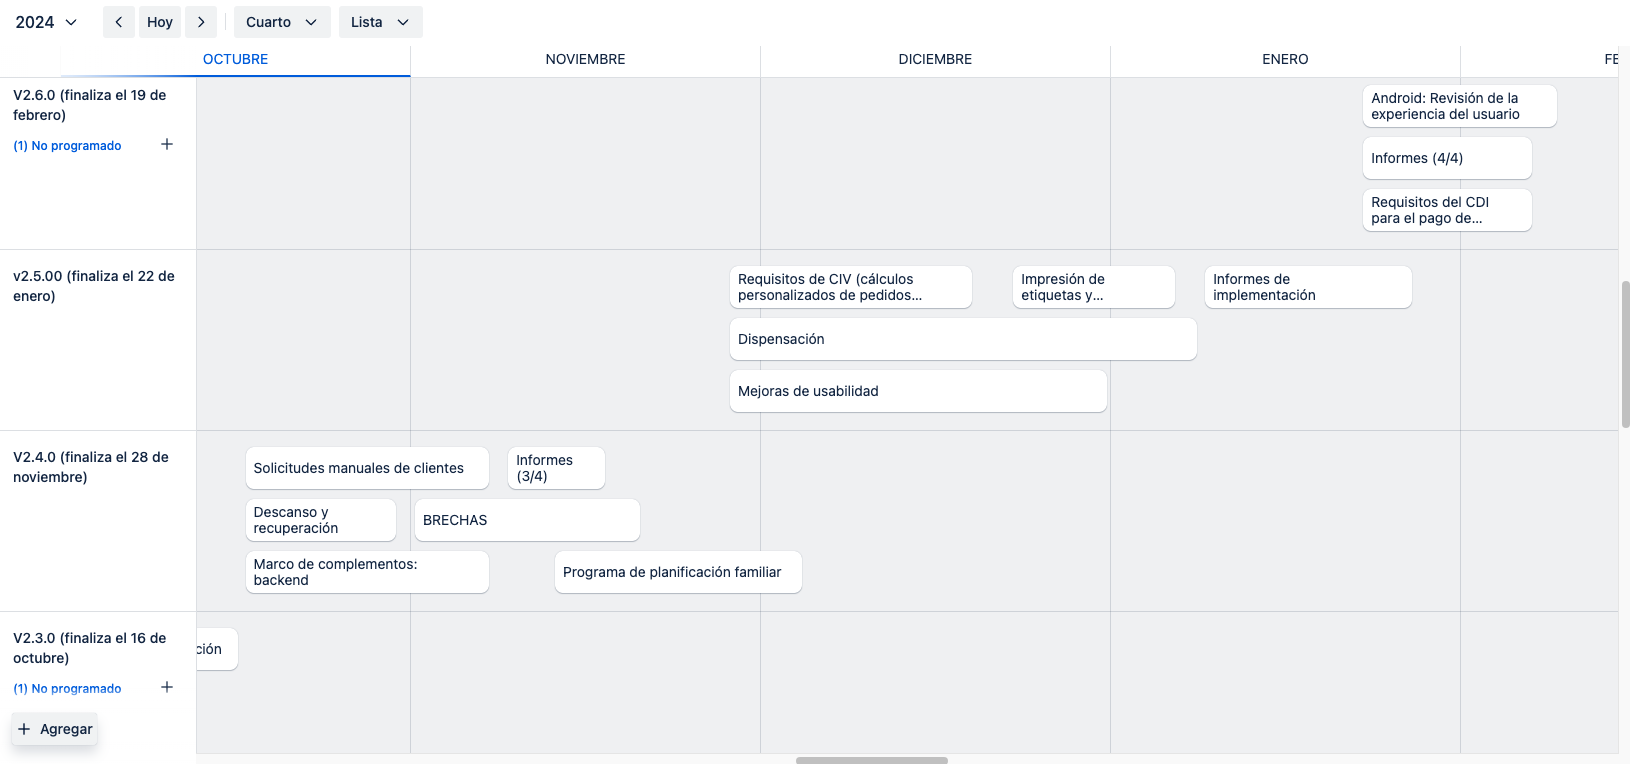 2024
Hoy
Cuarto
Lista
OCTUBRE
NOVIEMBRE
DICIEMBRE
ENERO
FE
V2.6.0 (finaliza el 19 de
febrero)
(1) No programado
Android: Revisión de la
experiencia del usuario
Informes (4/4)
Requisitos del CDI
para el pago de...
v2.5.00 (finaliza el 22 de
enero)
Requisitos de CIV (cálculos
personalizados de pedidos...
Impresión de
etiquetas y...
Informes de
implementación
Dispensación
Mejoras de usabilidad
V2.4.0 (finaliza el 28 de
noviembre)
Solicitudes manuales de clientes
Informes
(3/4)
Descanso y
recuperación
BRECHAS
Marco de complementos:
backend
Programa de planificación familiar
V2.3.0 (finaliza el 16 de
octubre)
(1) No programado
ción
Agregar